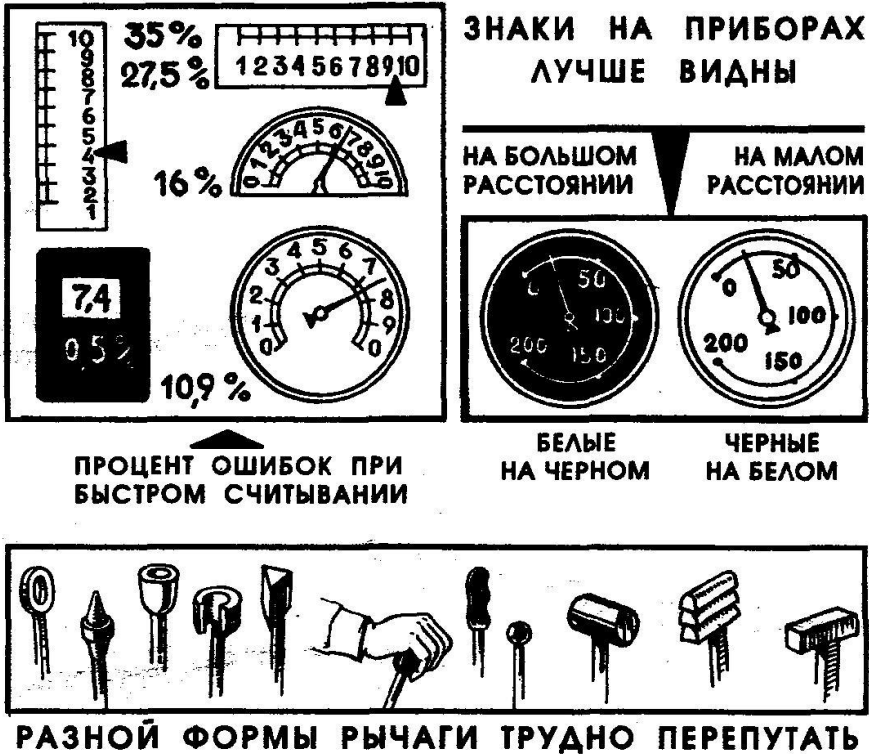 10
9
8
7
6
5
4
3
2
1
35%
27,5%
1 2 3 4 5 6 7 8 9 10
16%
0 1 2 3 4 5 6 7 8 9 10
7,4
0,5%
10,9%
0 1 2 3 4 5 6 7 8 9 0
ПРОЦЕНТ ОШИБОК ПРИ
БЫСТРОМ СЧИТЫВАНИИ
ЗНАКИ НА ПРИБОРАХ
ЛУЧШЕ ВИДНЫ
НА БОЛЬШОМ
РАССТОЯНИИ
НА МАЛОМ
РАССТОЯНИИ
0 50 100 150 200
0 50 100 150 200
БЕЛЫЕ
НА ЧЕРНОМ
ЧЕРНЫЕ
НА БЕЛОМ
РАЗНОЙ ФОРМЫ РЫЧАГИ ТРУДНО ПЕРЕПУТАТЬ